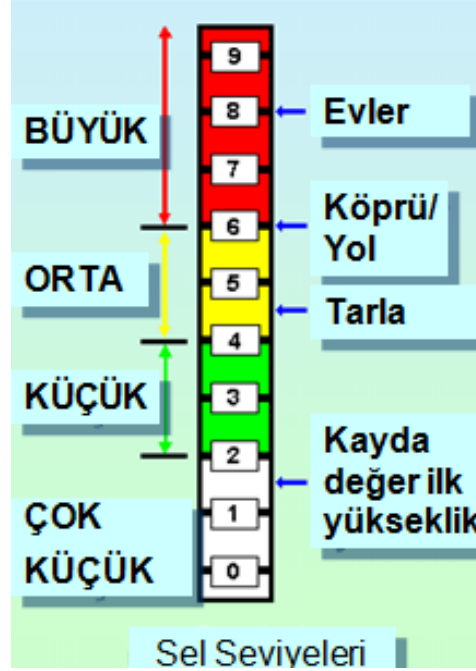 9
BÜYÜK
8
Evler
7
6
Köprü/
Yol
ORTA
5
Tarla
4
KÜÇÜK
3
2
Kayda
değer ilk
yükseklik
ÇOK
KÜÇÜK
1
0
Sel Seviyeleri